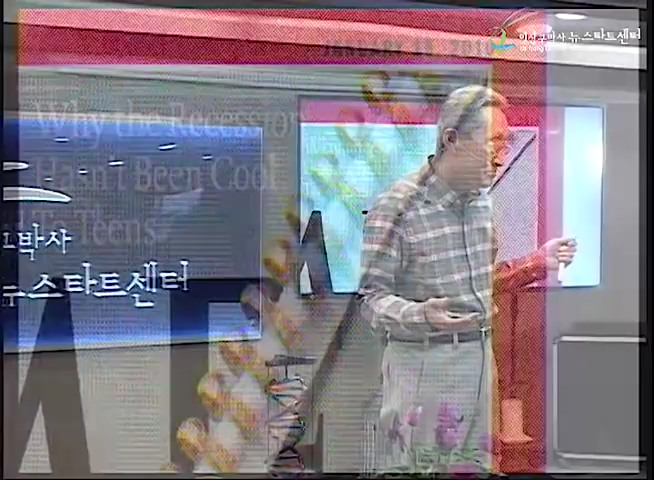 JANUARY 18, 2010
이상구박사 뉴스타트센터
Why the Recession
Hasn't Been Cool
To Teens
박사
뉴스타트센터